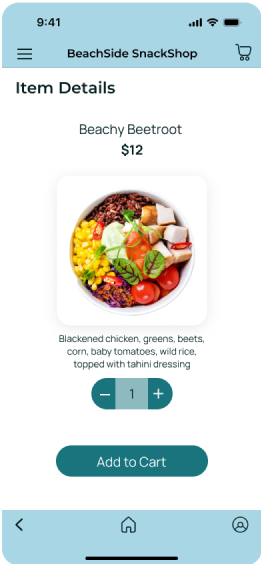 9:41
BeachSide SnackShop
Item Details
Beachy Beetroot
$12
Blackened chicken, greens, beets,
corn, baby tomatoes, wild rice,
topped with tahini dressing
– 1 +
Add to Cart